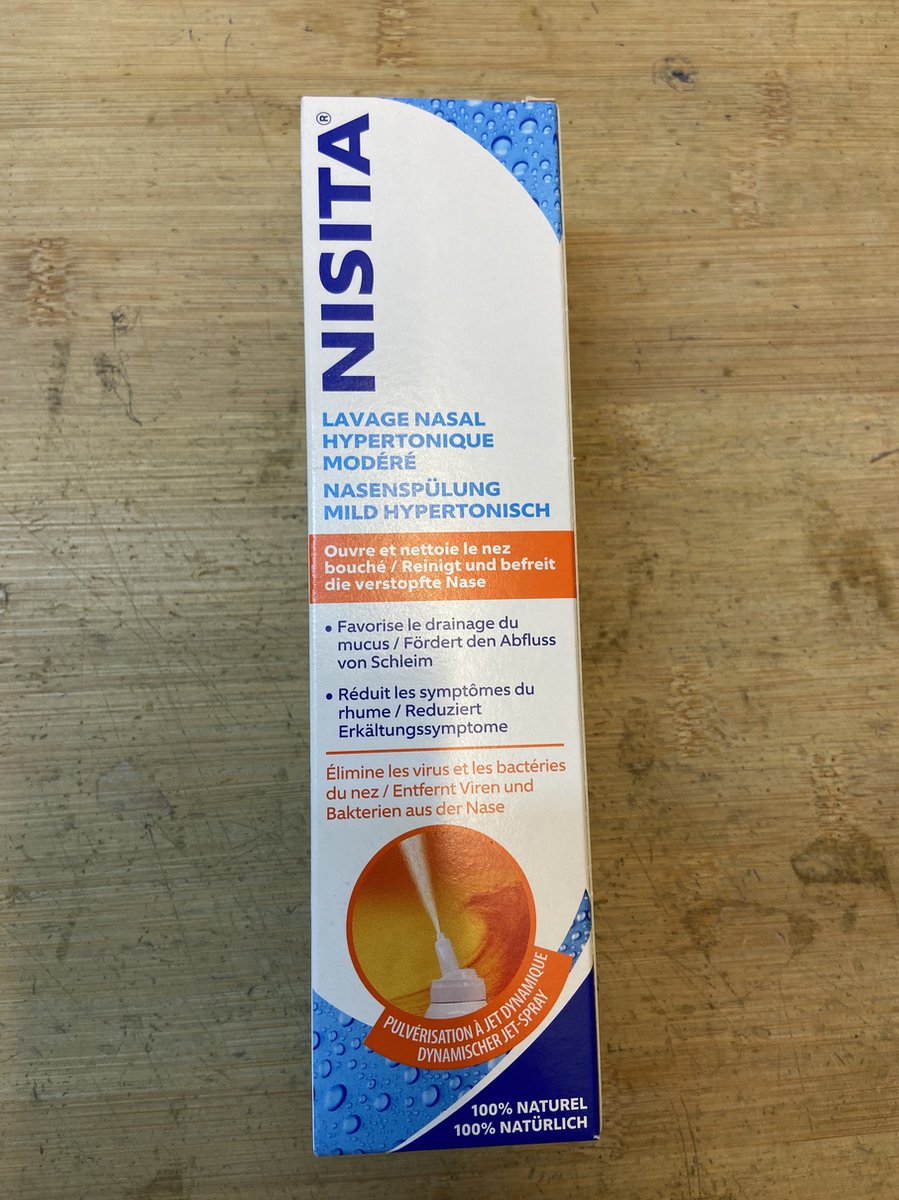 NISITA®
LAVAGE NASAL
HYPERTONIQUE
MODÉRÉ
NASENSPÜLUNG
MILD HYPERTONISCH
Ouvre et nettoie le nez
bouché / Reinigt und befreit
die verstopfte Nase
• Favorise le drainage du
mucus / Fördert den Abfluss
von Schleim
• Réduit les symptômes du
rhume / Reduziert
Erkältungssymptome
Élimine les virus et les bactéries
du nez / Entfernt Viren und
Bakterien aus der Nase
PULVÉRISATION À JET DYNAMIQUE
DYNAMISCHER JET-SPRAY
100% NATUREL
100% NATÜRLICH